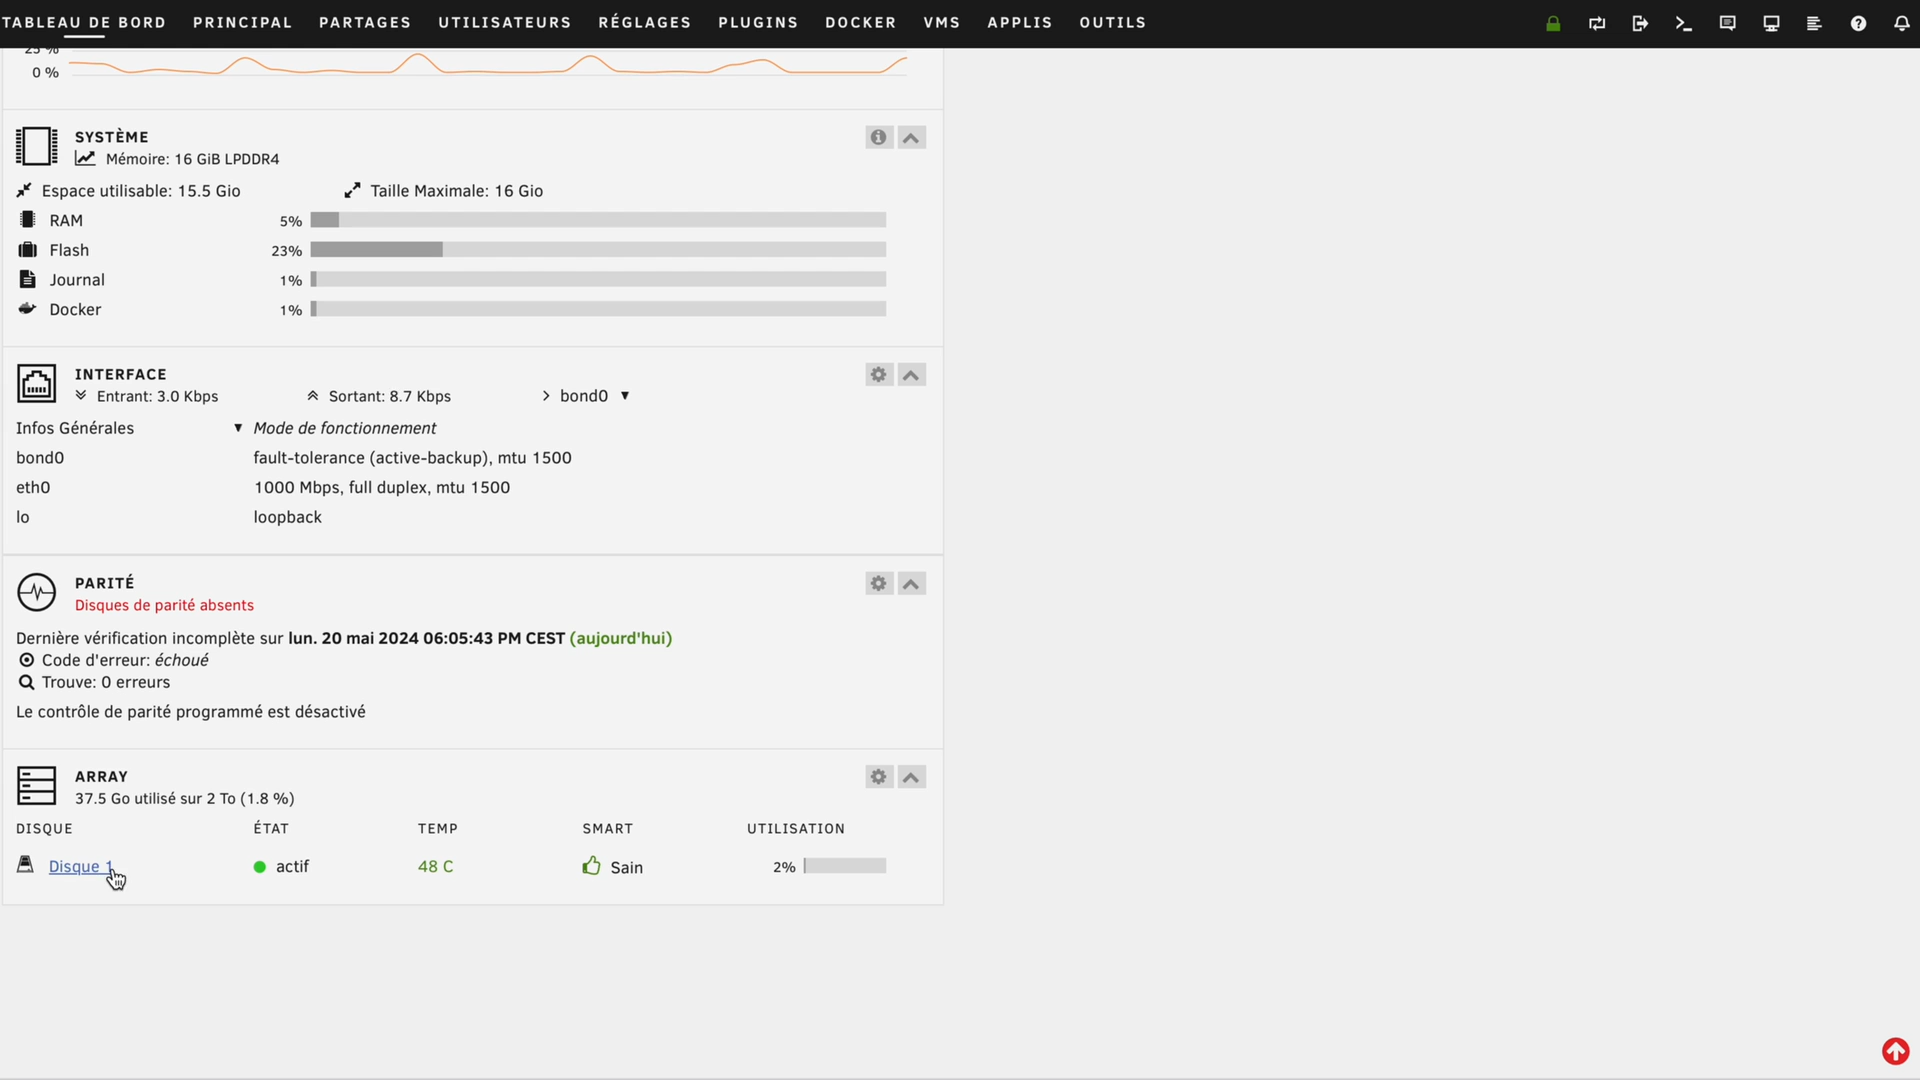 TABLEAU DE BORD PRINCIPAL PARTAGES UTILISATEURS RÉGLAGES PLUGINS DOCKER VMS APPLIS OUTILS
25 %
0 %
SYSTÈME
Mémoire: 16 GiB LPDDR4
Espace utilisable: 15.5 Gio Taille Maximale: 16 Gio
RAM 5%
Flash 23%
Journal 1%
Docker 1%
INTERFACE
Entrant: 3.0 Kbps Sortant: 8.7 Kbps bond0
Infos Générales Mode de fonctionnement
bond0 fault-tolerance (active-backup), mtu 1500
eth0 1000 Mbps, full duplex, mtu 1500
lo loopback
PARITÉ
Disques de parité absents
Dernière vérification incomplète sur lun. 20 mai 2024 06:05:43 PM CEST (aujourd'hui)
Code d'erreur: échoué
Trouve: 0 erreurs
Le contrôle de parité programmé est désactivé
ARRAY
37.5 Go utilisé sur 2 To (1.8 %)
DISQUE ÉTAT TEMP SMART UTILISATION
Disque 1 actif 48 C Sain 2%